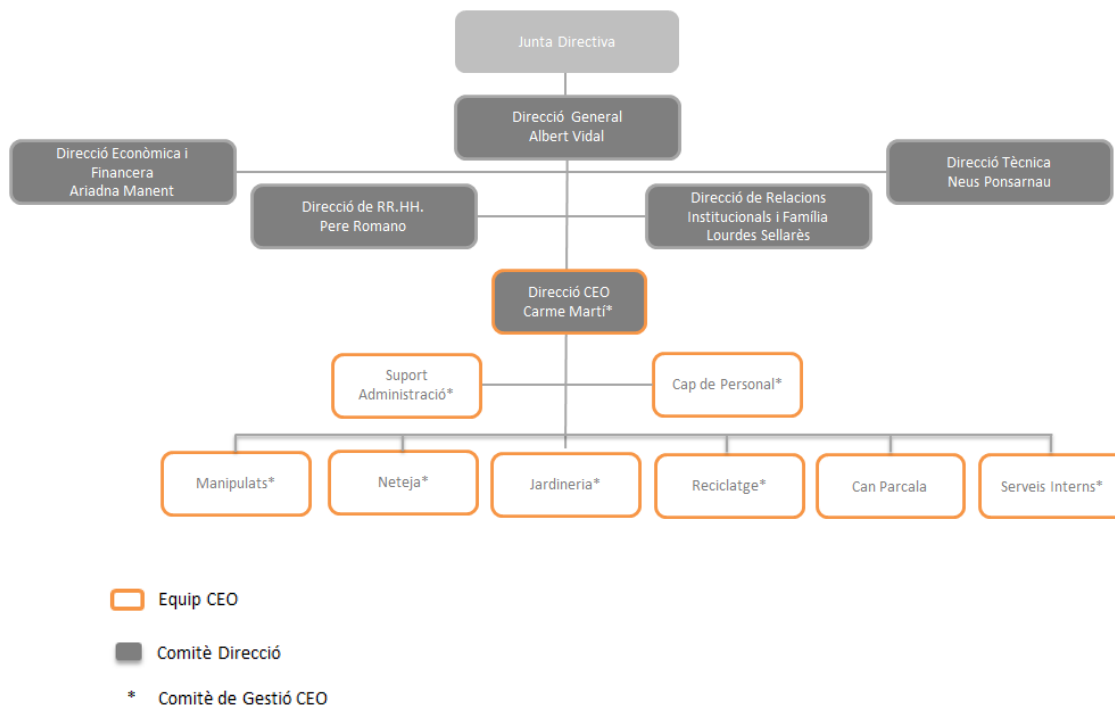 Junta Directiva
Direcció General
Albert Vidal
Direcció Econòmica i
Financera
Ariadna Manent
Direcció Tècnica
Neus Ponsarnau
Direcció de RR.HH.
Pere Romano
Direcció de Relacions
Institucionals i Família
Lourdes Sellarès
Direcció CEO
Carme Martí*
Suport
Administració*
Cap de Personal*
Manipulats*
Neteja*
Jardineria*
Reciclatge*
Can Parcala
Serveis Interns*
Equip CEO
Comitè Direcció
* Comitè de Gestió CEO